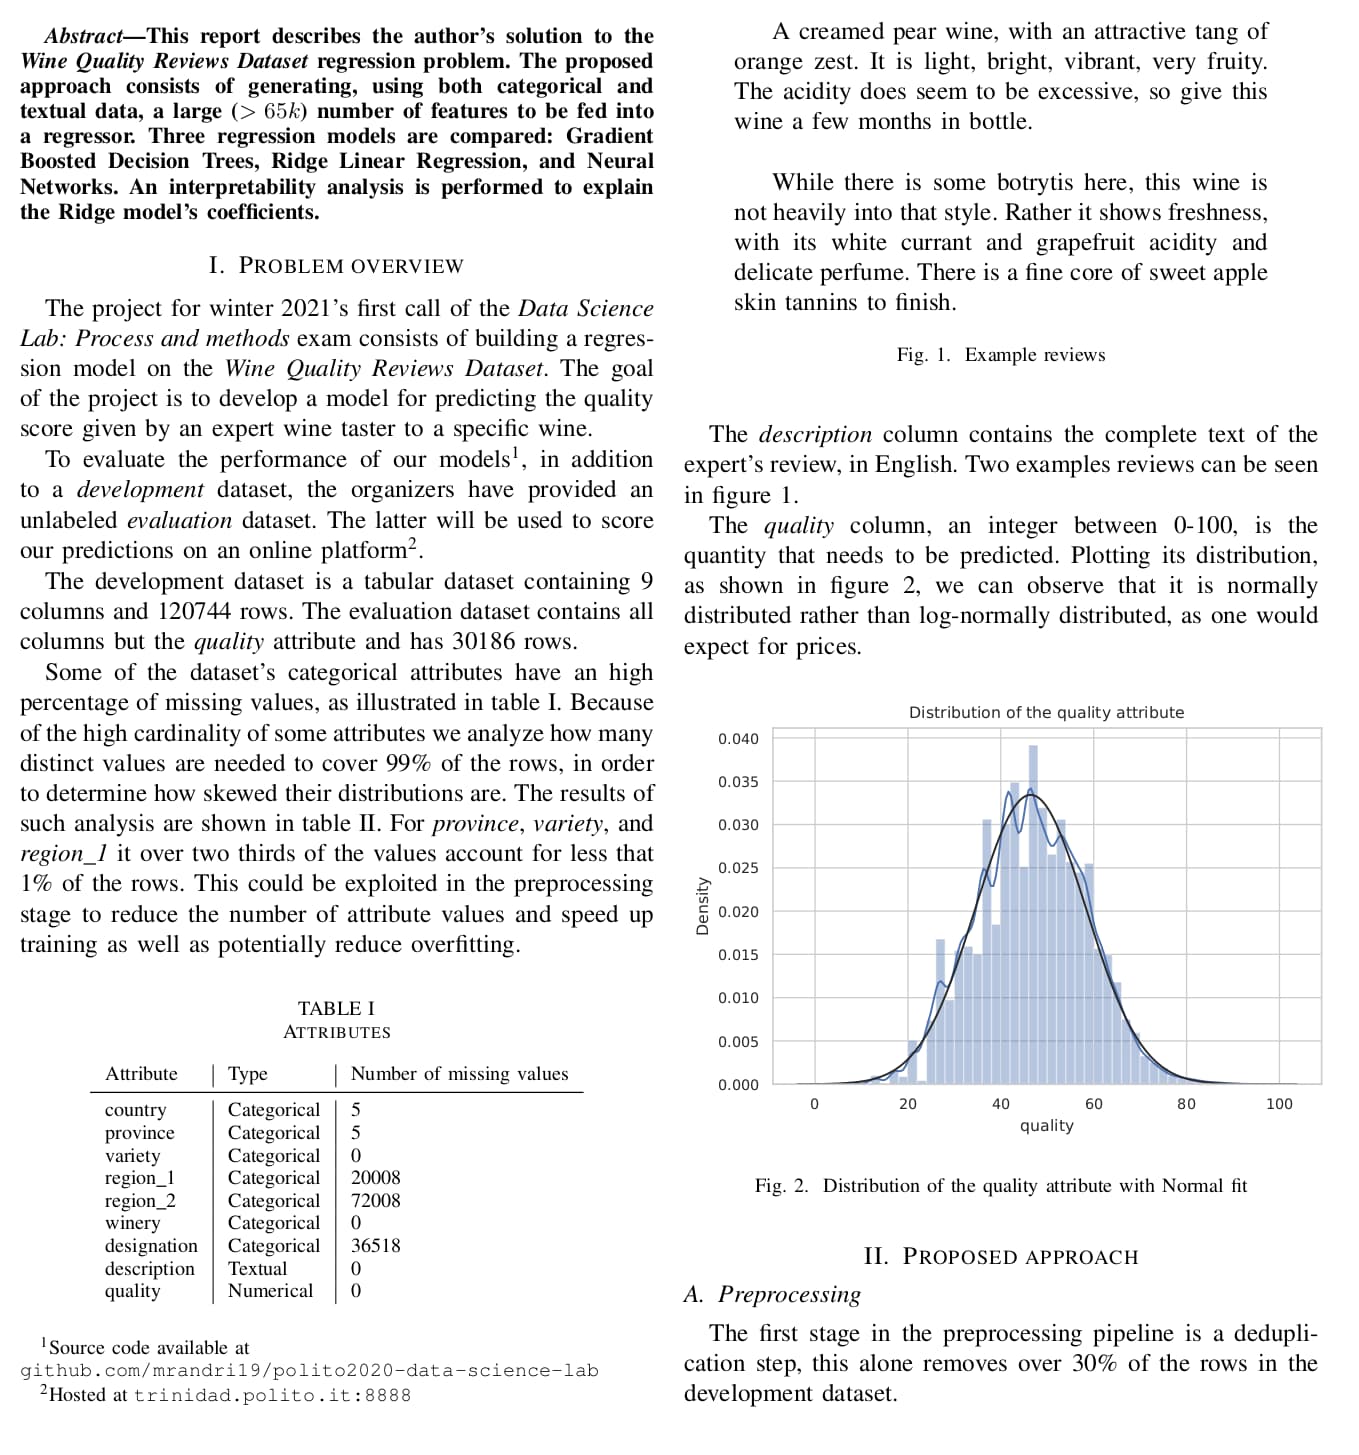 Abstract—This report describes the author's solution to the
Wine Quality Reviews Dataset regression problem. The proposed
approach consists of generating, using both categorical and
textual data, a large (> 65k) number of features to be fed into
a regressor. Three regression models are compared: Gradient
Boosted Decision Trees, Ridge Linear Regression, and Neural
Networks. An interpretability analysis is performed to explain
the Ridge model's coefficients.
I. PROBLEM OVERVIEW
The project for winter 2021's first call of the Data Science
Lab: Process and methods exam consists of building a regres-
sion model on the Wine Quality Reviews Dataset. The goal
of the project is to develop a model for predicting the quality
score given by an expert wine taster to a specific wine.
To evaluate the performance of our models1, in addition
to a development dataset, the organizers have provided an
unlabeled evaluation dataset. The latter will be used to score
our predictions on an online platform2.
The development dataset is a tabular dataset containing 9
columns and 120744 rows. The evaluation dataset contains all
columns but the quality attribute and has 30186 rows.
Some of the dataset's categorical attributes have an high
percentage of missing values, as illustrated in table I. Because
of the high cardinality of some attributes we analyze how many
distinct values are needed to cover 99% of the rows, in order
to determine how skewed their distributions are. The results of
such analysis are shown in table II. For province, variety, and
region_1 it over two thirds of the values account for less that
1% of the rows. This could be exploited in the preprocessing
stage to reduce the number of attribute values and speed up
training as well as potentially reduce overfitting.
TABLE I
ATTRIBUTES
Attribute Type Number of missing values
country Categorical 5
province Categorical 5
variety Categorical 0
region_1 Categorical 20008
region_2 Categorical 72008
winery Categorical 0
designation Categorical 36518
description Textual 0
quality Numerical 0
1Source code available at
github.com/mrandri19/polito2020-data-science-lab
2Hosted at trinidad.polito.it:8888
A creamed pear wine, with an attractive tang of
orange zest. It is light, bright, vibrant, very fruity.
The acidity does seem to be excessive, so give this
wine a few months in bottle.
While there is some botrytis here, this wine is
not heavily into that style. Rather it shows freshness,
with its white currant and grapefruit acidity and
delicate perfume. There is a fine core of sweet apple
skin tannins to finish.
Fig. 1. Example reviews
The description column contains the complete text of the
expert's review, in English. Two examples reviews can be seen
in figure 1.
The quality column, an integer between 0-100, is the
quantity that needs to be predicted. Plotting its distribution,
as shown in figure 2, we can observe that it is normally
distributed rather than log-normally distributed, as one would
expect for prices.
Distribution of the quality attribute
0.040
0.035
0.030
0.025
0.020
0.015
0.010
0.005
0.000
Density
0 20 40 60 80 100
quality
Fig. 2. Distribution of the quality attribute with Normal fit
II. PROPOSED APPROACH
A. Preprocessing
The first stage in the preprocessing pipeline is a dedupli-
cation step, this alone removes over 30% of the rows in the
development dataset.